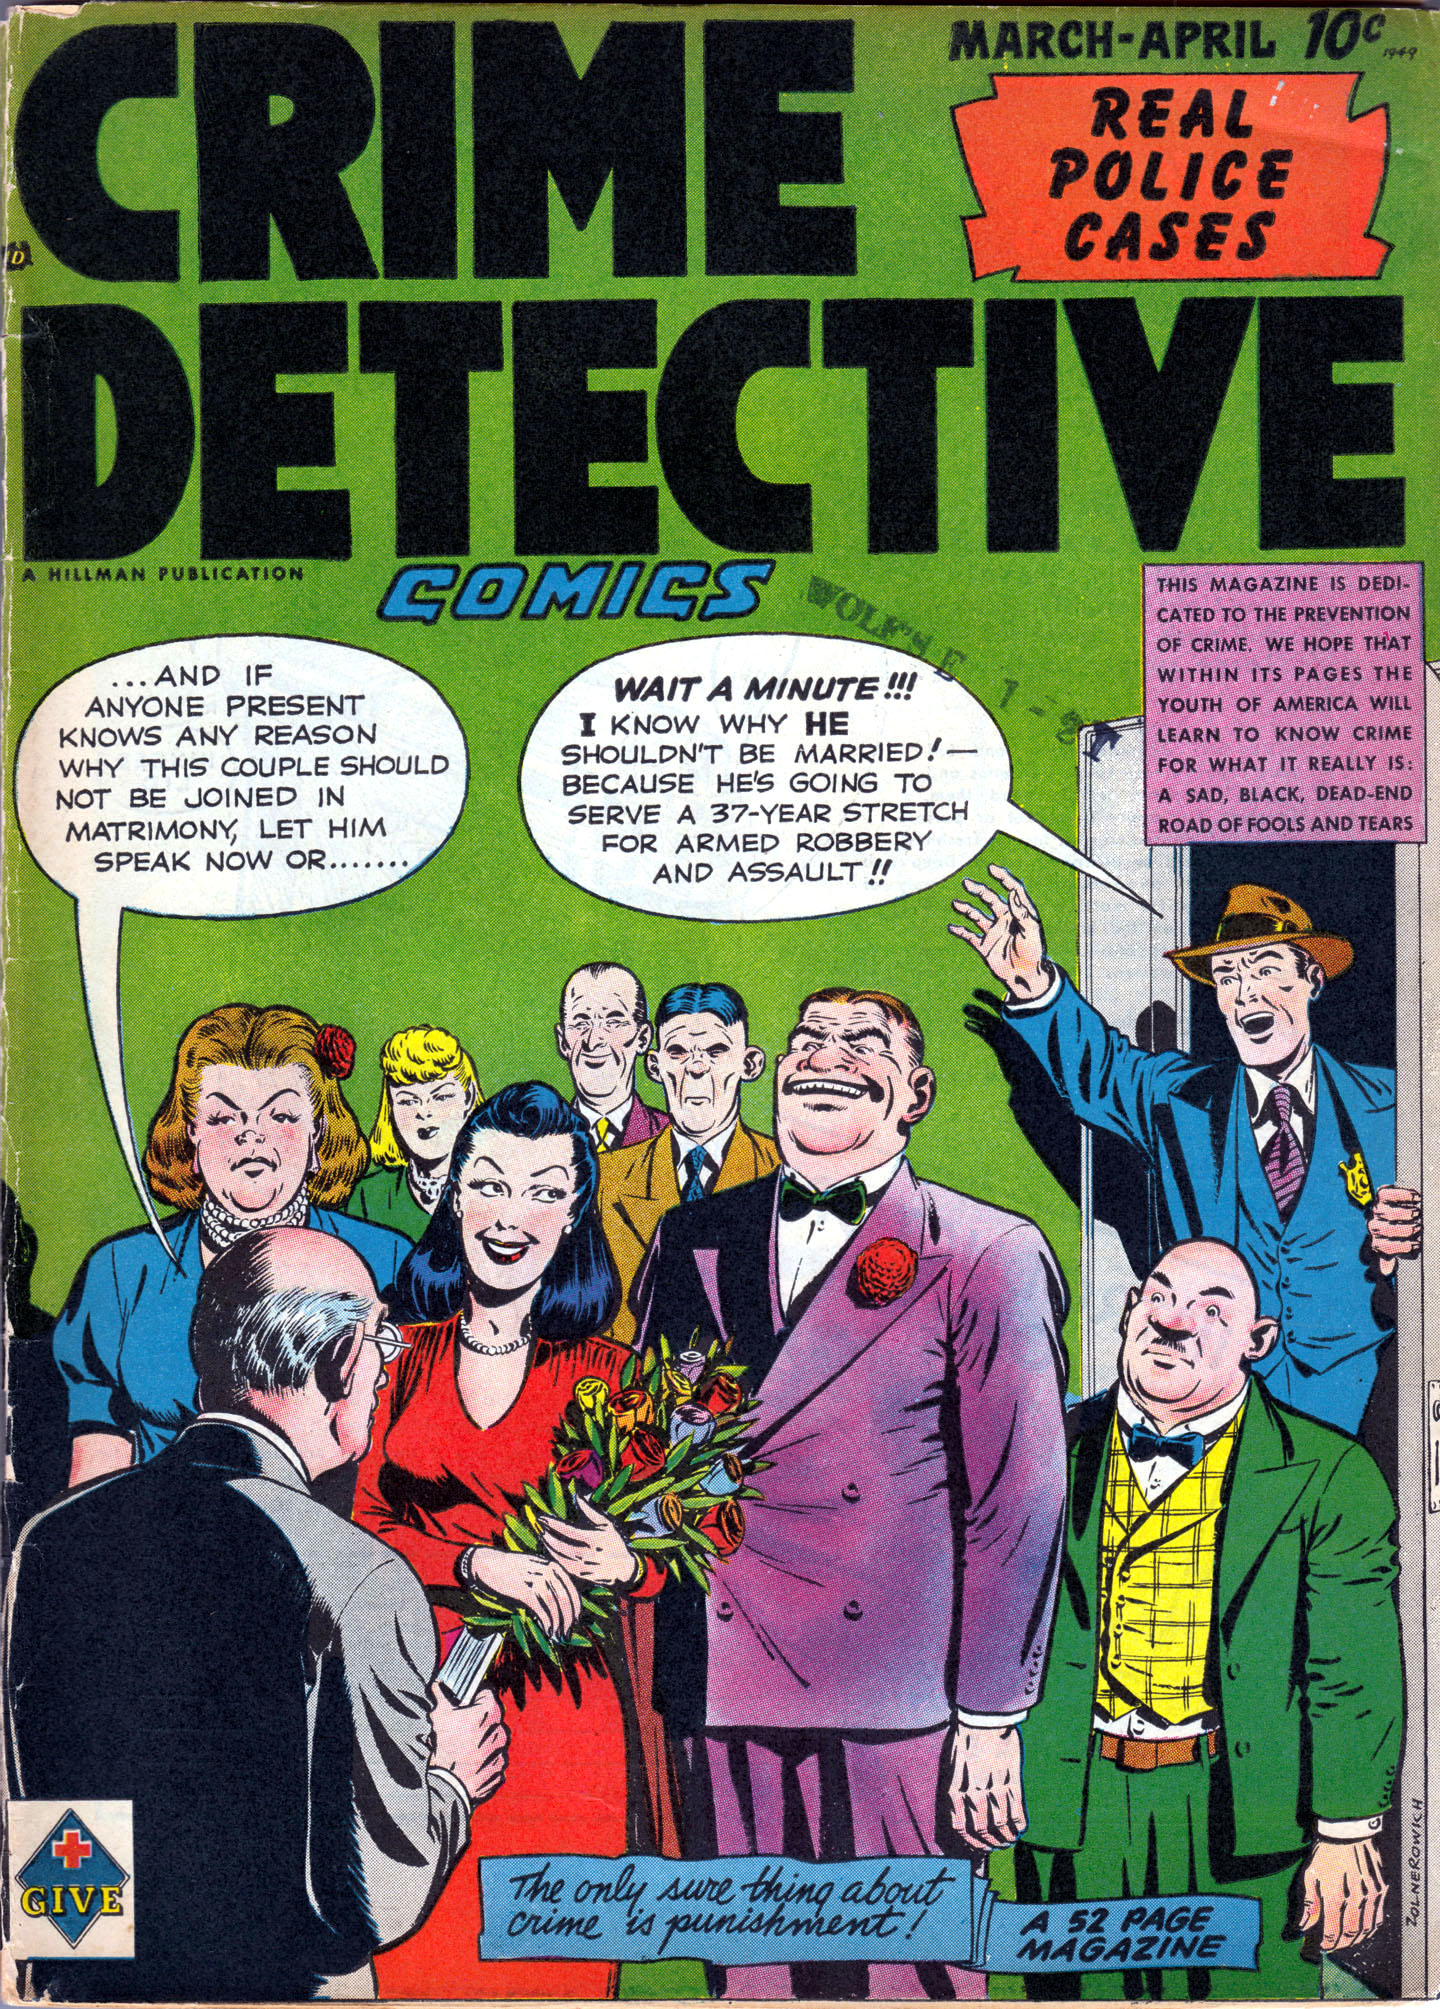 CRIME
DETECTIVE
COMICS
MARCH-APRIL 10¢
1949
REAL
POLICE
CASES
A HILLMAN PUBLICATION
THIS MAGAZINE IS DEDI-
CATED TO THE PREVENTION
OF CRIME. WE HOPE THAT
WITHIN ITS PAGES THE
YOUTH OF AMERICA WILL
LEARN TO KNOW CRIME
FOR WHAT IT REALLY IS:
A SAD, BLACK, DEAD-END
ROAD OF FOOLS AND TEARS
...AND IF
ANYONE PRESENT
KNOWS ANY REASON
WHY THIS COUPLE SHOULD
NOT BE JOINED IN
MATRIMONY, LET HIM
SPEAK NOW OR.......
WAIT A MINUTE!!!
I KNOW WHY HE
SHOULDN'T BE MARRIED!—
BECAUSE HE'S GOING TO
SERVE A 37-YEAR STRETCH
FOR ARMED ROBBERY
AND ASSAULT!!
GIVE
The only sure thing about
crime is punishment!
A 52 PAGE
MAGAZINE
ZOLNEROWICH